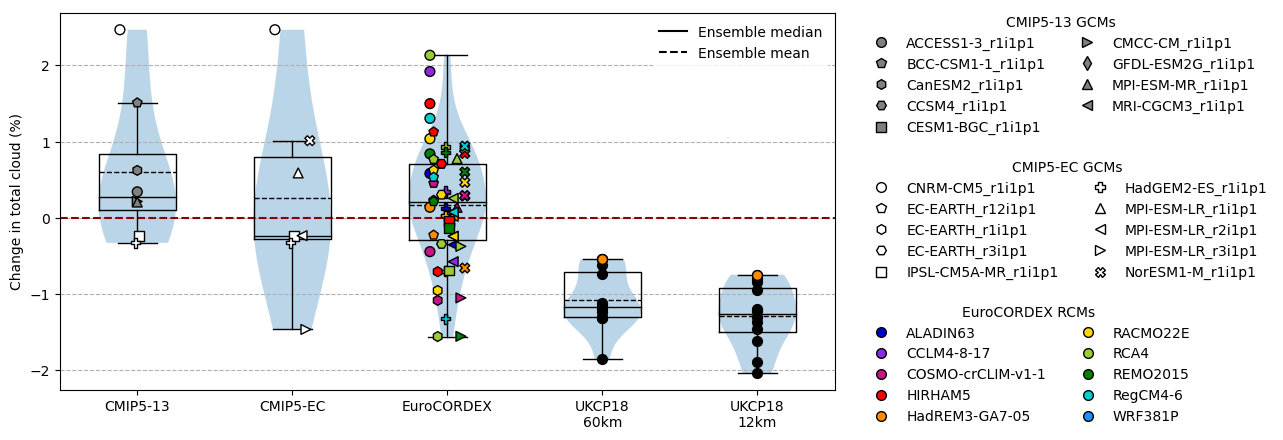 Change in total cloud (%)
2
1
0
−1
−2
Ensemble median
Ensemble mean
CMIP5-13
CMIP5-EC
EuroCORDEX
UKCP18
60km
UKCP18
12km
CMIP5-13 GCMs
ACCESS1-3_r1i1p1
BCC-CSM1-1_r1i1p1
CanESM2_r1i1p1
CCSM4_r1i1p1
CESM1-BGC_r1i1p1
CMCC-CM_r1i1p1
GFDL-ESM2G_r1i1p1
MPI-ESM-MR_r1i1p1
MRI-CGCM3_r1i1p1
CMIP5-EC GCMs
CNRM-CM5_r1i1p1
EC-EARTH_r12i1p1
EC-EARTH_r1i1p1
EC-EARTH_r3i1p1
IPSL-CM5A-MR_r1i1p1
HadGEM2-ES_r1i1p1
MPI-ESM-LR_r1i1p1
MPI-ESM-LR_r2i1p1
MPI-ESM-LR_r3i1p1
NorESM1-M_r1i1p1
EuroCORDEX RCMs
ALADIN63
CCLM4-8-17
COSMO-crCLIM-v1-1
HIRHAM5
HadREM3-GA7-05
RACMO22E
RCA4
REMO2015
RegCM4-6
WRF381P